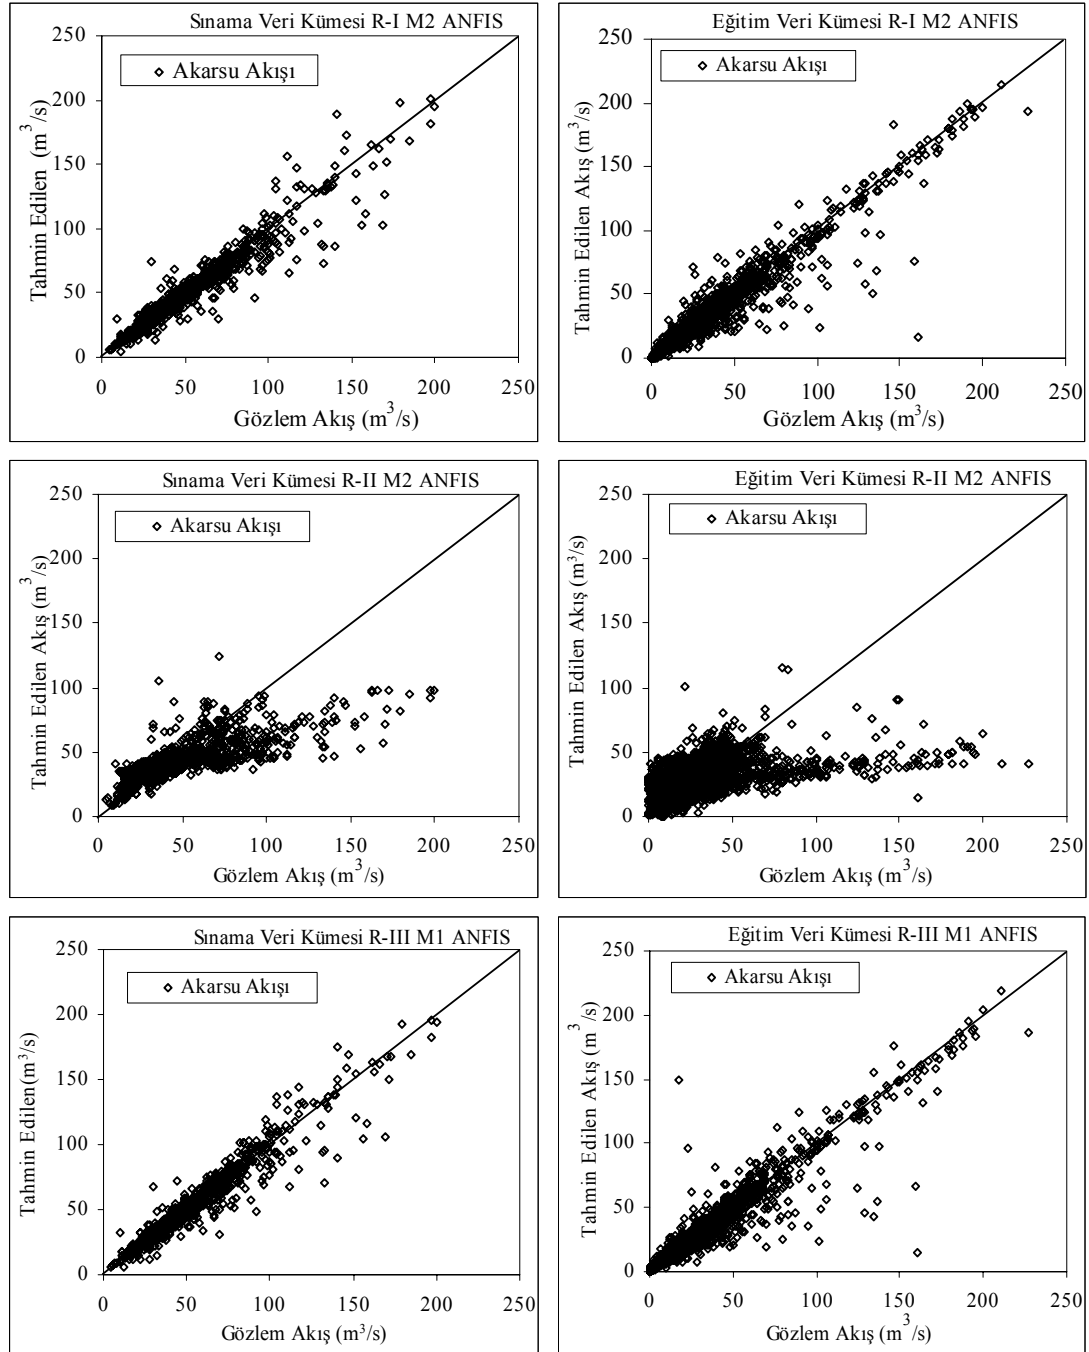 Sınama Veri Kümesi R-I M2 ANFIS
250
200
150
100
50
0
Akarsu Akışı
Tahmin Edilen (m³/s)
0 50 100 150 200 250
Gözlem Akış (m³/s)
Eğitim Veri Kümesi R-I M2 ANFIS
250
200
150
100
50
0
Akarsu Akışı
Tahmin Edilen Akış (m³/s)
0 50 100 150 200 250
Gözlem Akış (m³/s)
Sınama Veri Kümesi R-II M2 ANFIS
250
200
150
100
50
0
Akarsu Akışı
Tahmin Edilen Akış (m³/s)
0 50 100 150 200 250
Gözlem Akış (m³/s)
Eğitim Veri Kümesi R-II M2 ANFIS
250
200
150
100
50
0
Akarsu Akışı
Tahmin Edilen Akış (m³/s)
0 50 100 150 200 250
Gözlem Akış (m³/s)
Sınama Veri Kümesi R-III M1 ANFIS
250
200
150
100
50
0
Akarsu Akışı
Tahmin Edilen(m³/s)
0 50 100 150 200 250
Gözlem Akış (m³/s)
Eğitim Veri Kümesi R-III M1 ANFIS
250
200
150
100
50
0
Akarsu Akışı
Tahmin Edilen Akış (m³/s)
0 50 100 150 200 250
Gözlem Akış (m³/s)